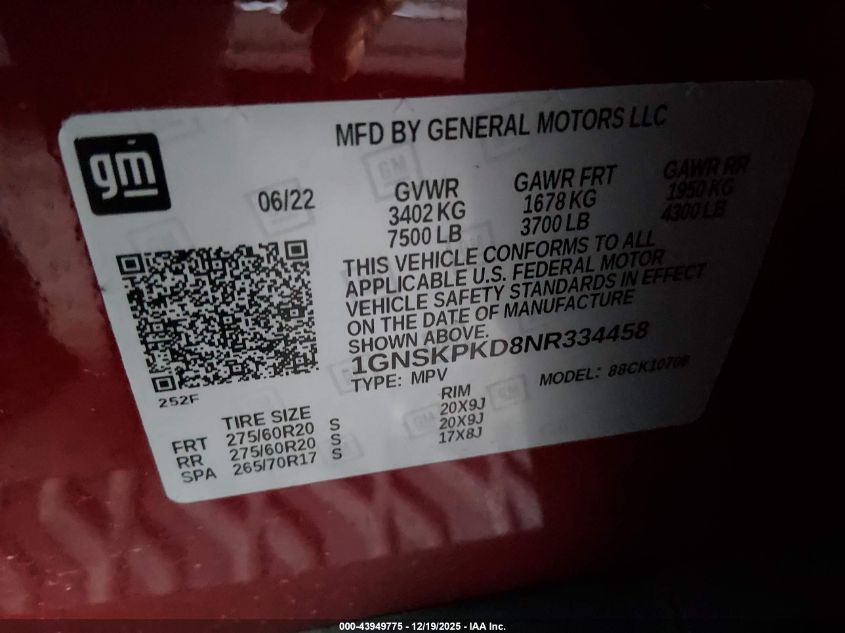 gm
MFD BY GENERAL MOTORS LLC
06/22
GVWR
3402 KG
7500 LB
GAWR FRT
1678 KG
3700 LB
GAWR RR
1950 KG
4300 LB
THIS VEHICLE CONFORMS TO ALL
APPLICABLE U.S. FEDERAL MOTOR
VEHICLE SAFETY STANDARDS IN EFFECT
ON THE DATE OF MANUFACTURE
SHOWN ABOVE.
1GNSKPKD8NR334458
TYPE: MPV
MODEL: 88CK10706
252F
TIRE SIZE RIM
FRT 275/60R20 S 20X9J
RR 275/60R20 S 20X9J
SPA 265/70R17 S 17X8J
000-43949775 - 12/19/2025 - IAA Inc.